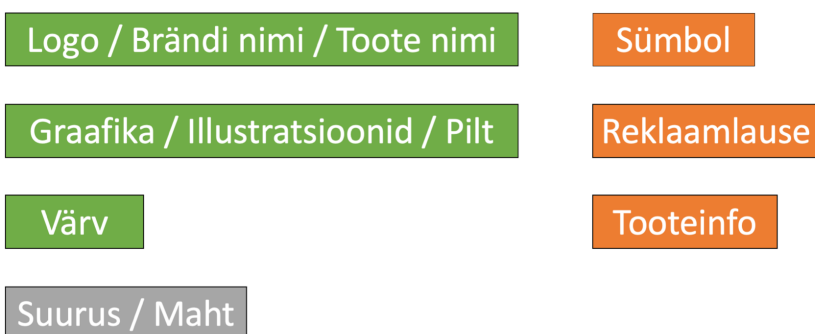 Logo / Brändi nimi / Toote nimi
Sümbol
Graafika / Illustratsioonid / Pilt
Reklaamlause
Värv
Tooteinfo
Suurus / Maht